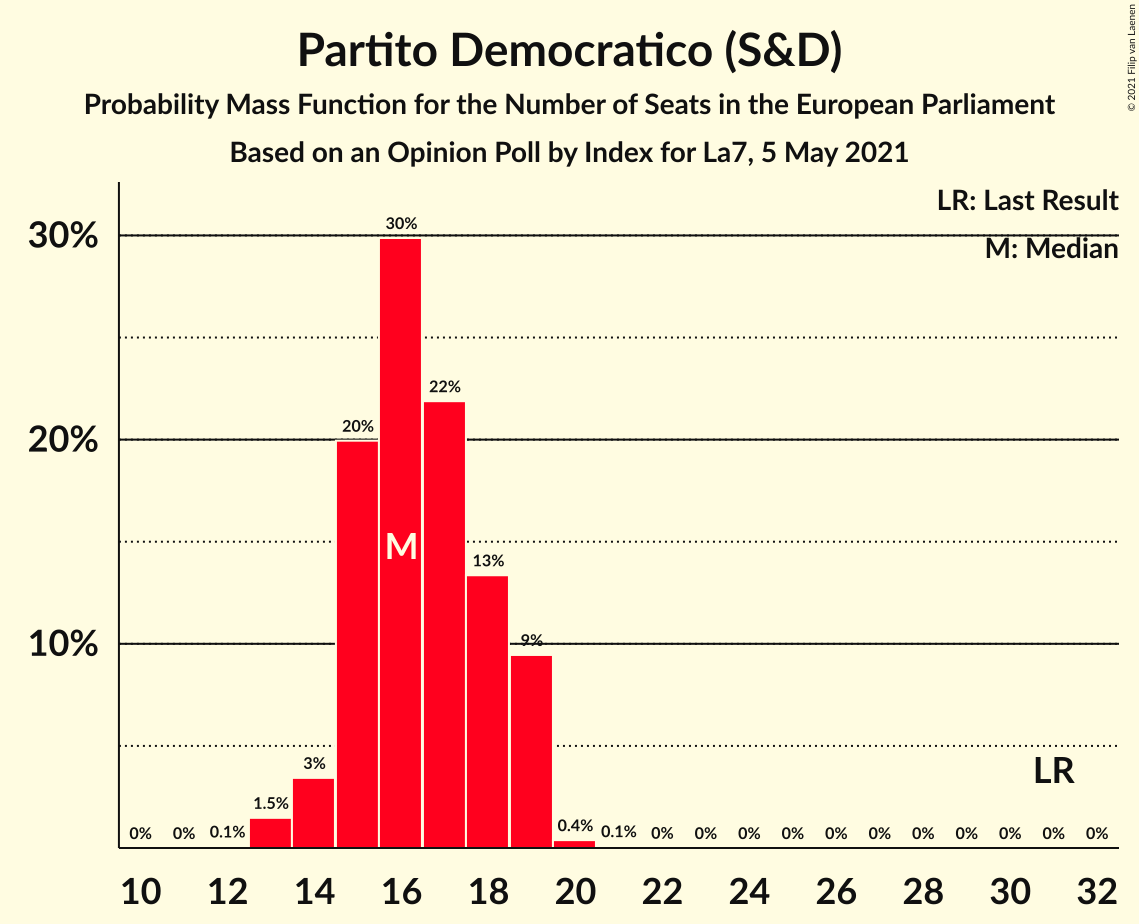 Partito Democratico (S&D)
Probability Mass Function for the Number of Seats in the European Parliament
Based on an Opinion Poll by Index for La7, 5 May 2021
© 2021 Filip van Laenen
LR: Last Result
M: Median
30%
20%
10%
0% 0% 0.1% 1.5% 3% 20% 30% 22% 13% 9% 0.4% 0.1% 0% 0% 0% 0% 0% 0% 0% 0% 0% 0% 0%
M
LR
10 12 14 16 18 20 22 24 26 28 30 32